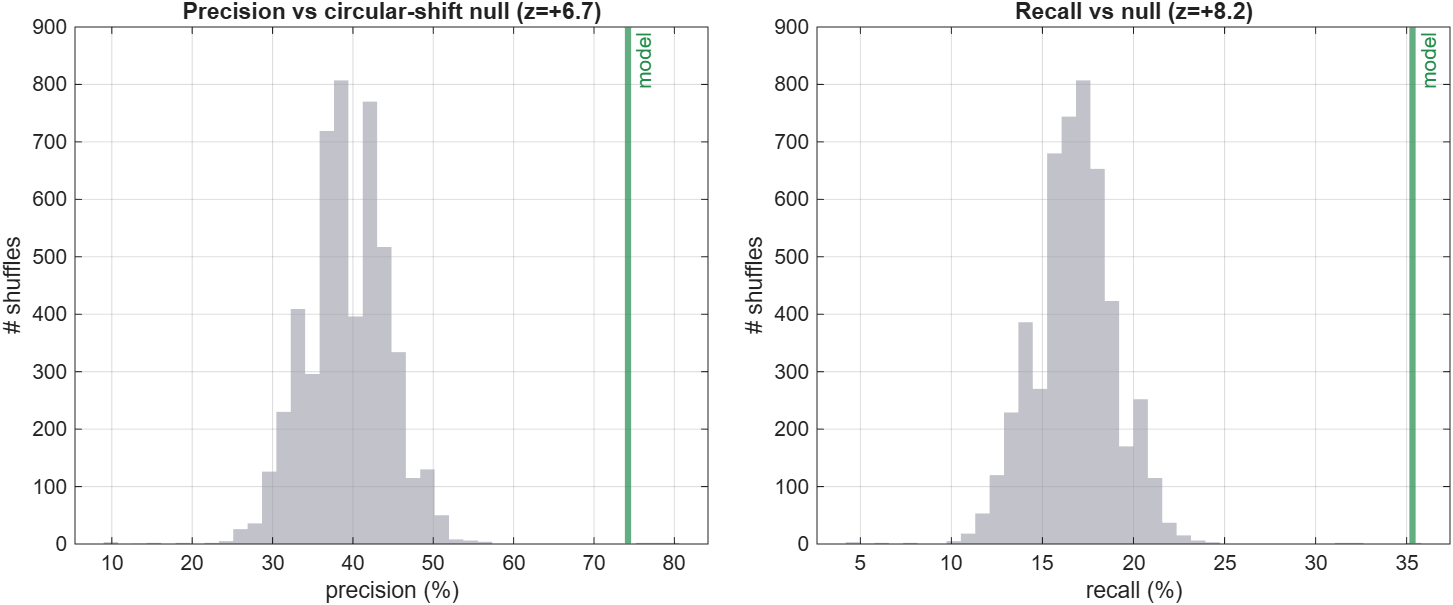 Precision vs circular-shift null (z=+6.7)
900
800
700
600
500
400
300
200
100
0
# shuffles
model
10 20 30 40 50 60 70 80
precision (%)
Recall vs null (z=+8.2)
900
800
700
600
500
400
300
200
100
0
# shuffles
model
5 10 15 20 25 30 35
recall (%)